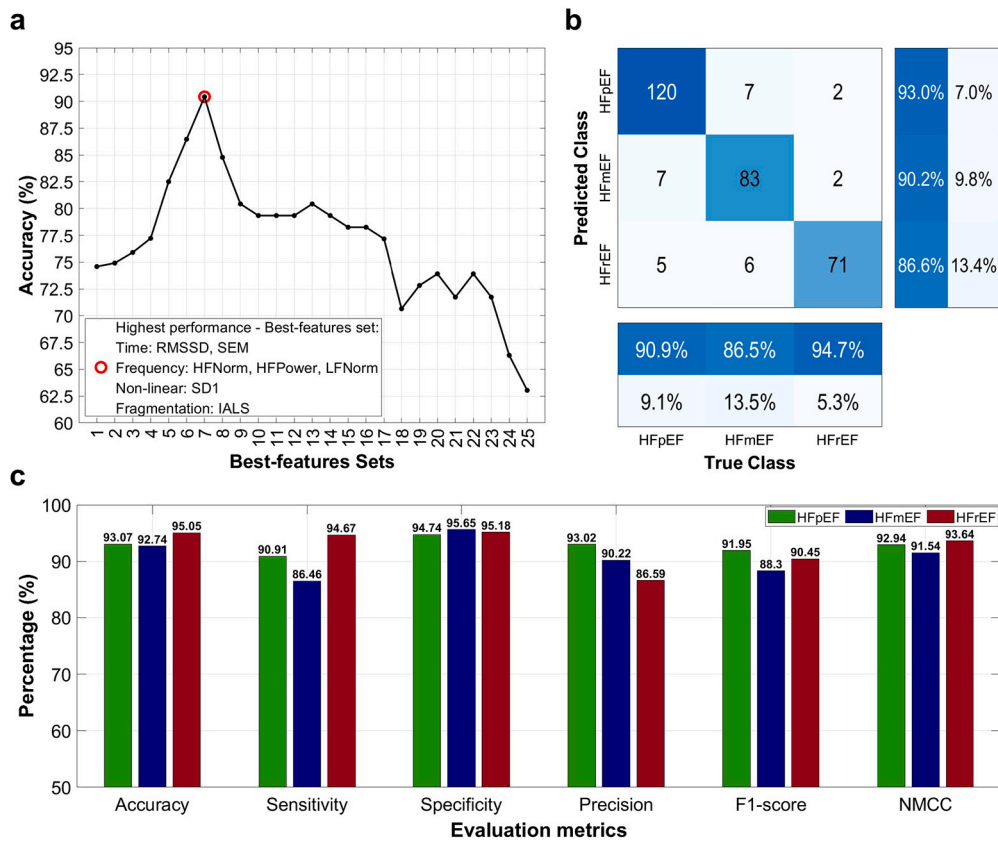 a
95
92.5
90
87.5
85
82.5
80
77.5
75
72.5
70
67.5
65
62.5
60
Accuracy (%)
Highest performance - Best-features set:
Time: RMSSD, SEM
Frequency: HFNorm, HFPower, LFNorm
Non-linear: SD1
Fragmentation: IALS
1 2 3 4 5 6 7 8 9 10 11 12 13 14 15 16 17 18 19 20 21 22 23 24 25
Best-features Sets
b
Predicted Class
HFpEF 120 7 2 93.0% 7.0%
HFmEF 7 83 2 90.2% 9.8%
HFrEF 5 6 71 86.6% 13.4%
90.9% 86.5% 94.7%
9.1% 13.5% 5.3%
HFpEF HFmEF HFrEF
True Class
c
HFpEF HFmEF HFrEF
100
90
80
70
60
50
Percentage (%)
93.07 92.74 95.05
90.91 86.46 94.67
94.74 95.65 95.18
93.02 90.22 86.59
91.95 88.3 90.45
92.94 91.54 93.64
Accuracy Sensitivity Specificity Precision F1-score NMCC
Evaluation metrics